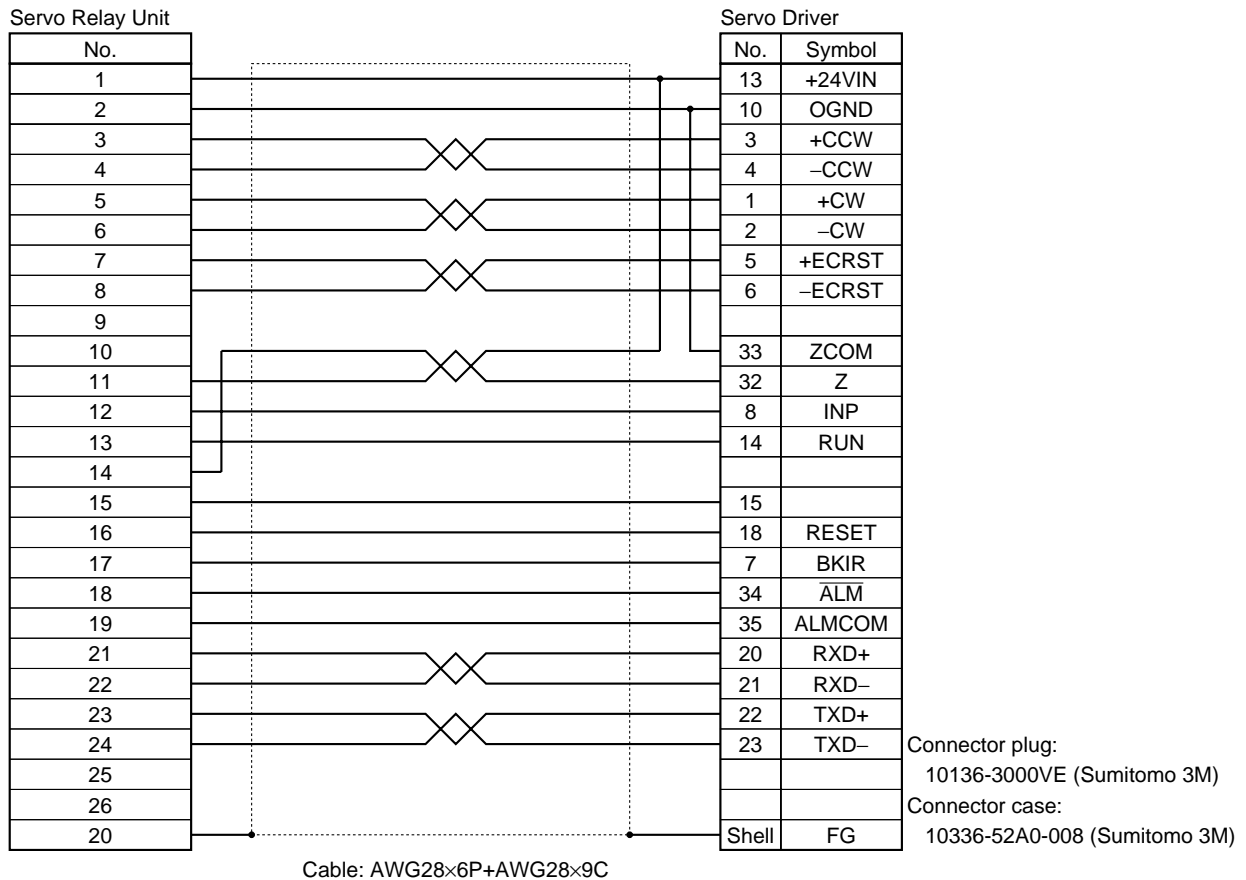 Servo Relay Unit Servo Driver
No. No. Symbol
1 13 +24VIN
2 10 OGND
3 3 +CCW
4 4 −CCW
5 1 +CW
6 2 −CW
7 5 +ECRST
8 6 −ECRST
9
10 33 ZCOM
11 32 Z
12 8 INP
13 14 RUN
14
15 15
16 18 RESET
17 7 BKIR
18 34 A̅L̅M̅
19 35 ALMCOM
21 20 RXD+
22 21 RXD−
23 22 TXD+
24 23 TXD− Connector plug:
25 10136-3000VE (Sumitomo 3M)
26 Connector case:
20 Shell FG 10336-52A0-008 (Sumitomo 3M)
Cable: AWG28×6P+AWG28×9C